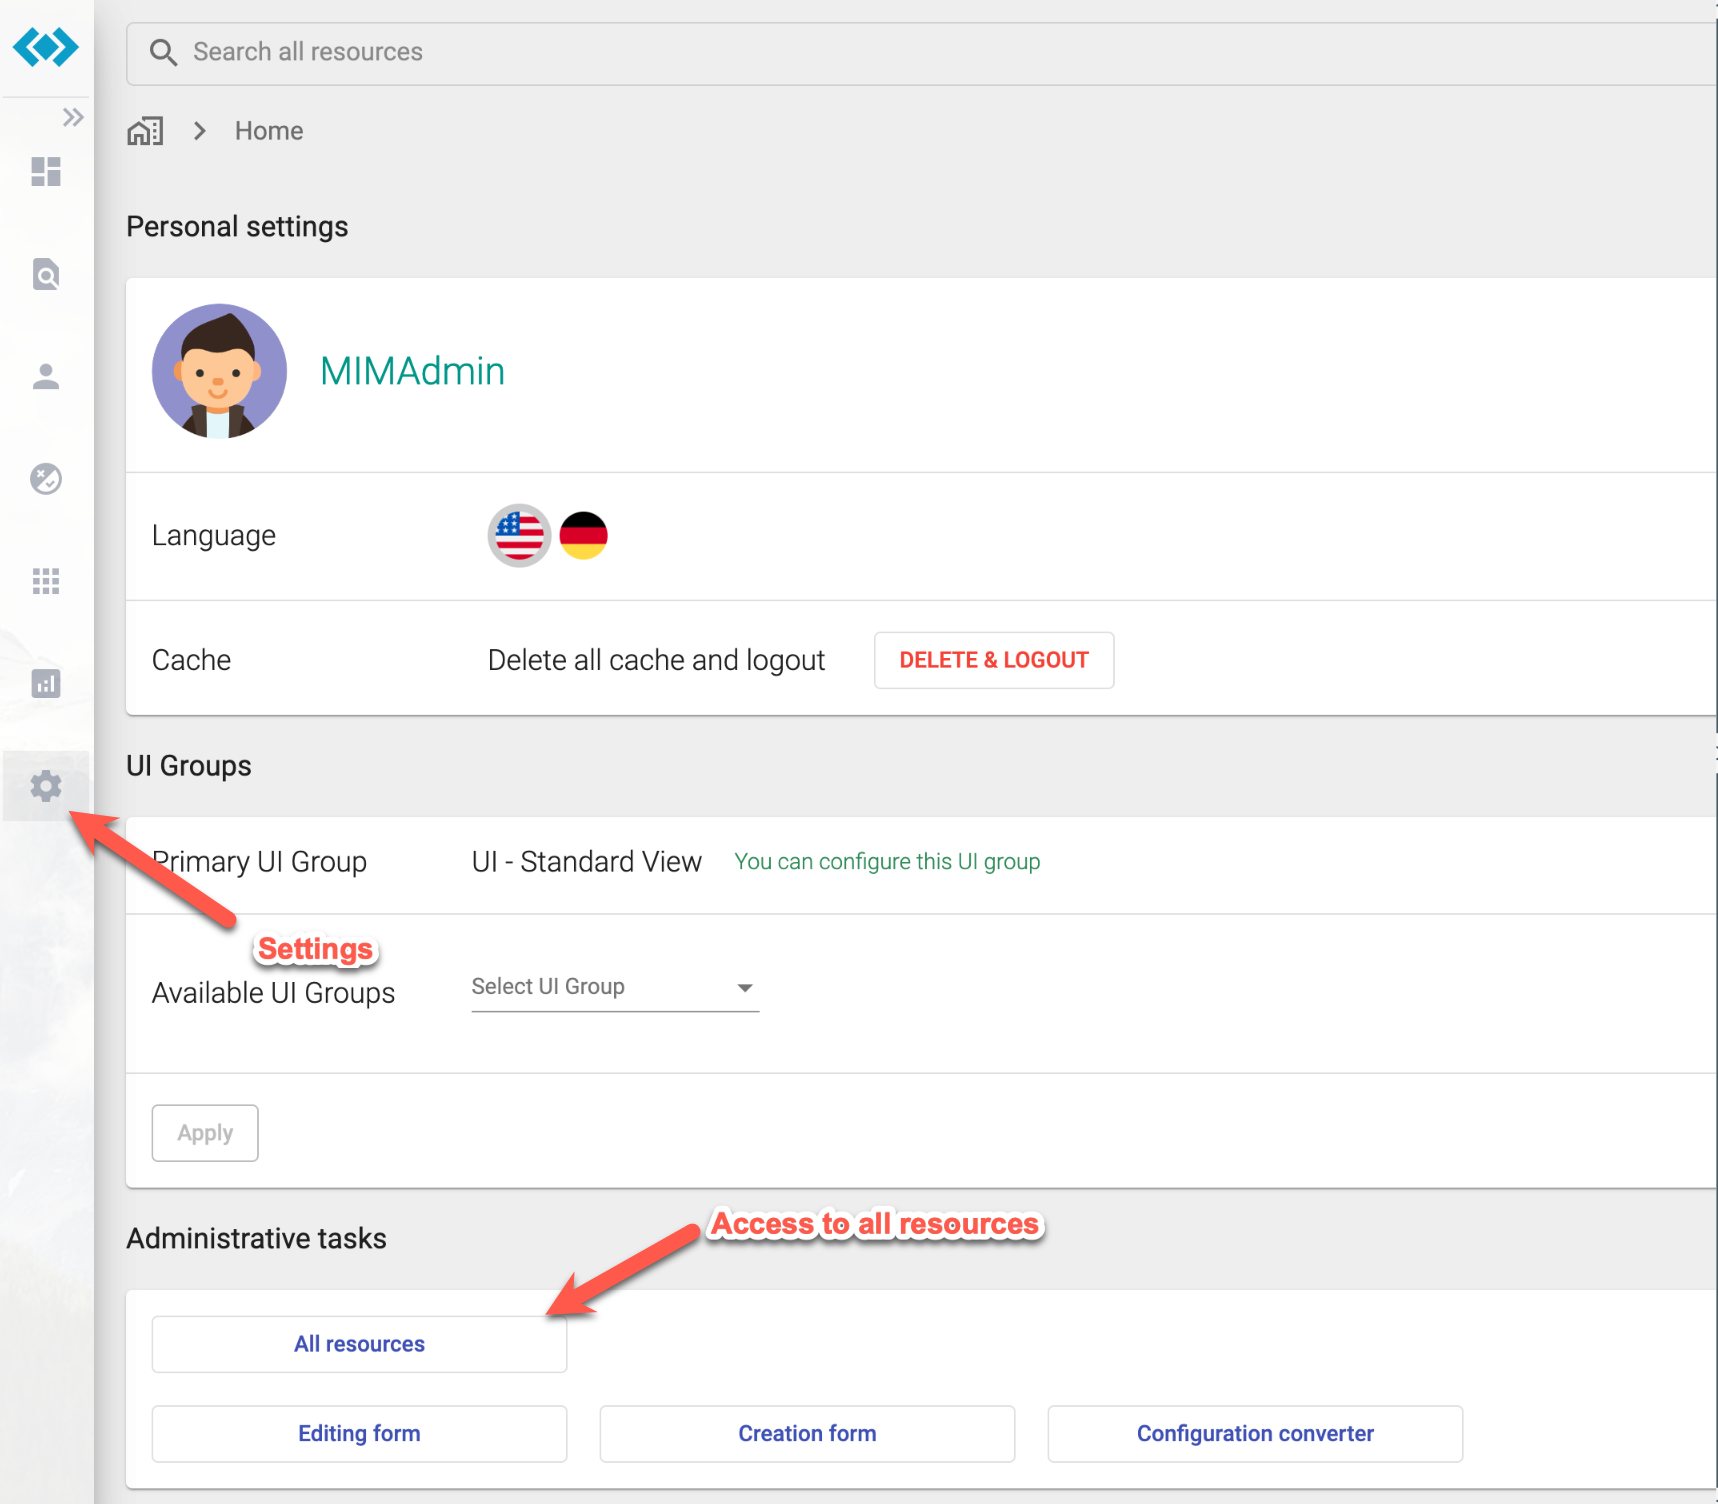 Search all resources
Home
Personal settings
MIMAdmin
Language
Cache
Delete all cache and logout
DELETE & LOGOUT
UI Groups
Primary UI Group
UI - Standard View
You can configure this UI group
Settings
Available UI Groups
Select UI Group
Apply
Access to all resources
Administrative tasks
All resources
Editing form
Creation form
Configuration converter